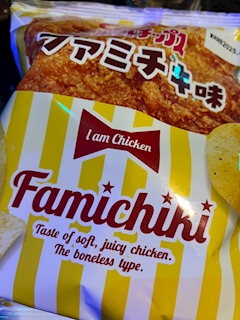 ファミチキ味
I am Chicken
Famichiki
Taste of soft, juicy chicken.
The boneless type.